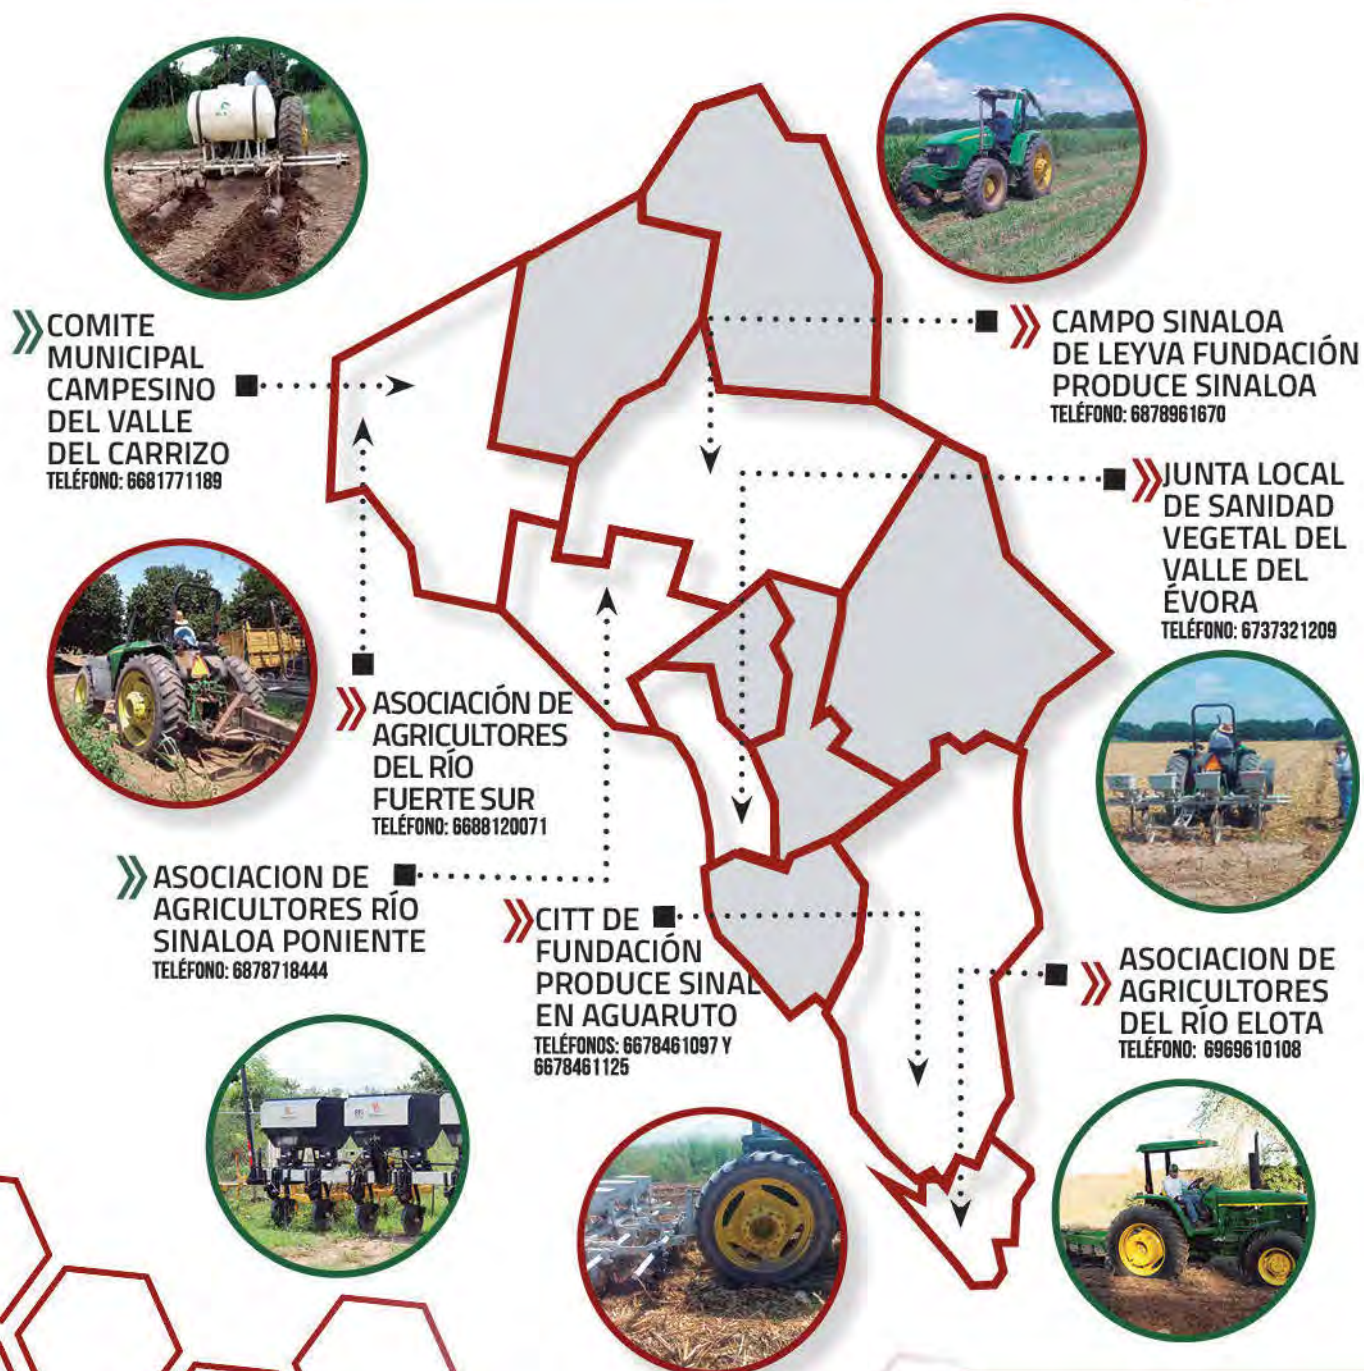 COMITE
MUNICIPAL
CAMPESINO
DEL VALLE
DEL CARRIZO
TELÉFONO: 6681771189
CAMPO SINALOA
DE LEYVA FUNDACIÓN
PRODUCE SINALOA
TELÉFONO: 6878961670
JUNTA LOCAL
DE SANIDAD
VEGETAL DEL
VALLE DEL
ÉVORA
TELÉFONO: 6737321209
ASOCIACIÓN DE
AGRICULTORES
DEL RÍO
FUERTE SUR
TELÉFONO: 6688120071
ASOCIACION DE
AGRICULTORES RÍO
SINALOA PONIENTE
TELÉFONO: 6878718444
CITT DE
FUNDACIÓN
PRODUCE SINAL
EN AGUARUTO
TELÉFONOS: 6678461097 Y
6678461125
ASOCIACION DE
AGRICULTORES
DEL RÍO ELOTA
TELÉFONO: 6969610108